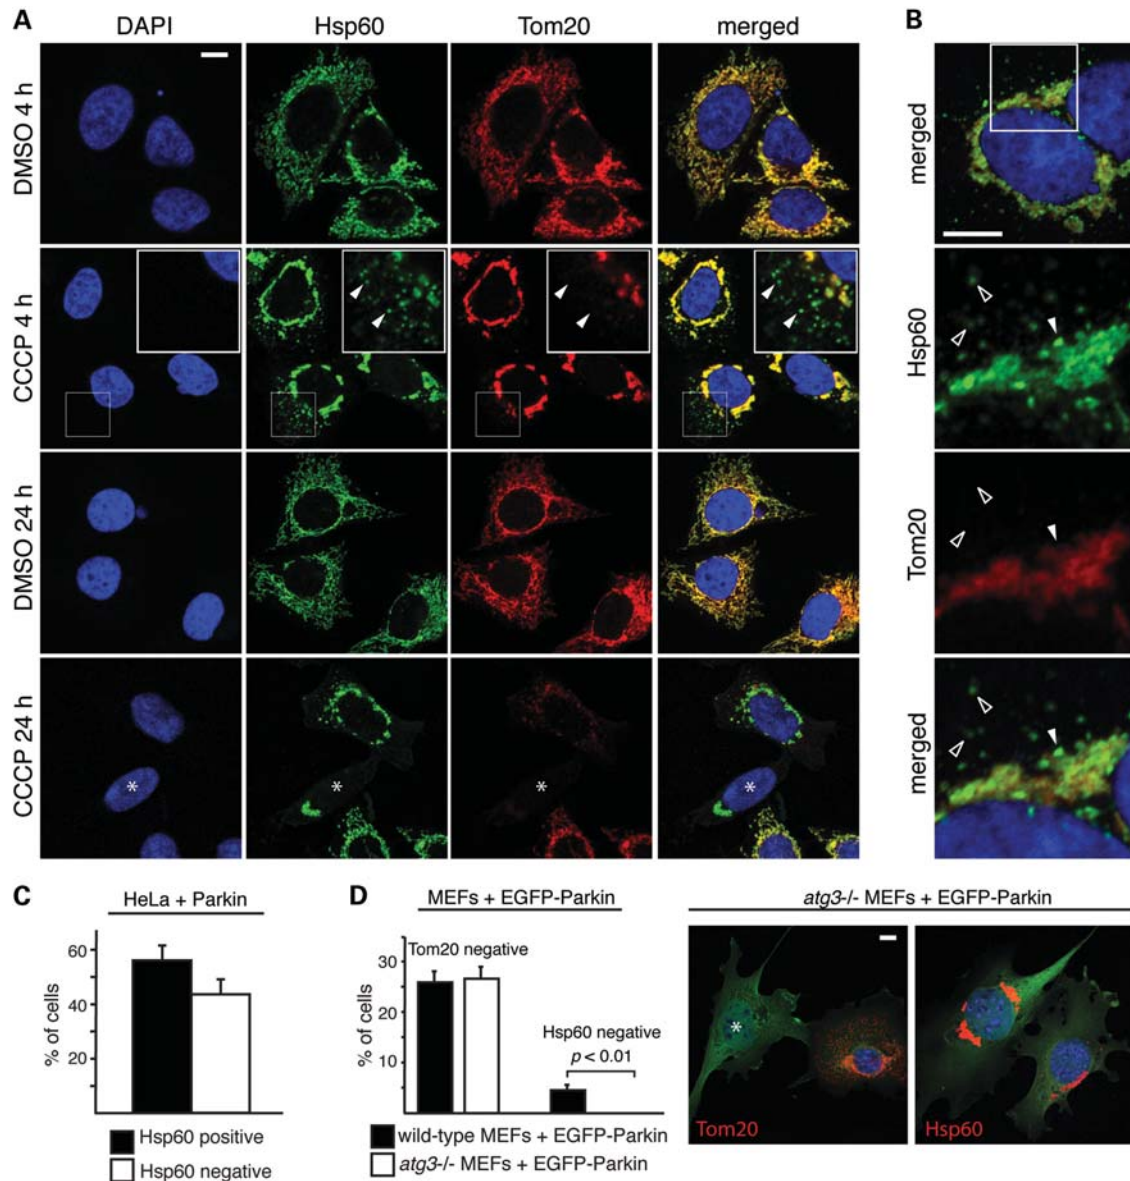 A
DAPI
Hsp60
Tom20
merged
DMSO 4 h
CCCP 4 h
DMSO 24 h
CCCP 24 h
*
*
*
*
B
merged
Hsp60
Tom20
merged
C
HeLa + Parkin
% of cells
60
40
20
Hsp60 positive
Hsp60 negative
D
MEFs + EGFP-Parkin
% of cells
30
20
10
Tom20 negative
Hsp60 negative
p < 0.01
wild-type MEFs + EGFP-Parkin
atg3-/- MEFs + EGFP-Parkin
atg3-/- MEFs + EGFP-Parkin
*
Tom20
Hsp60